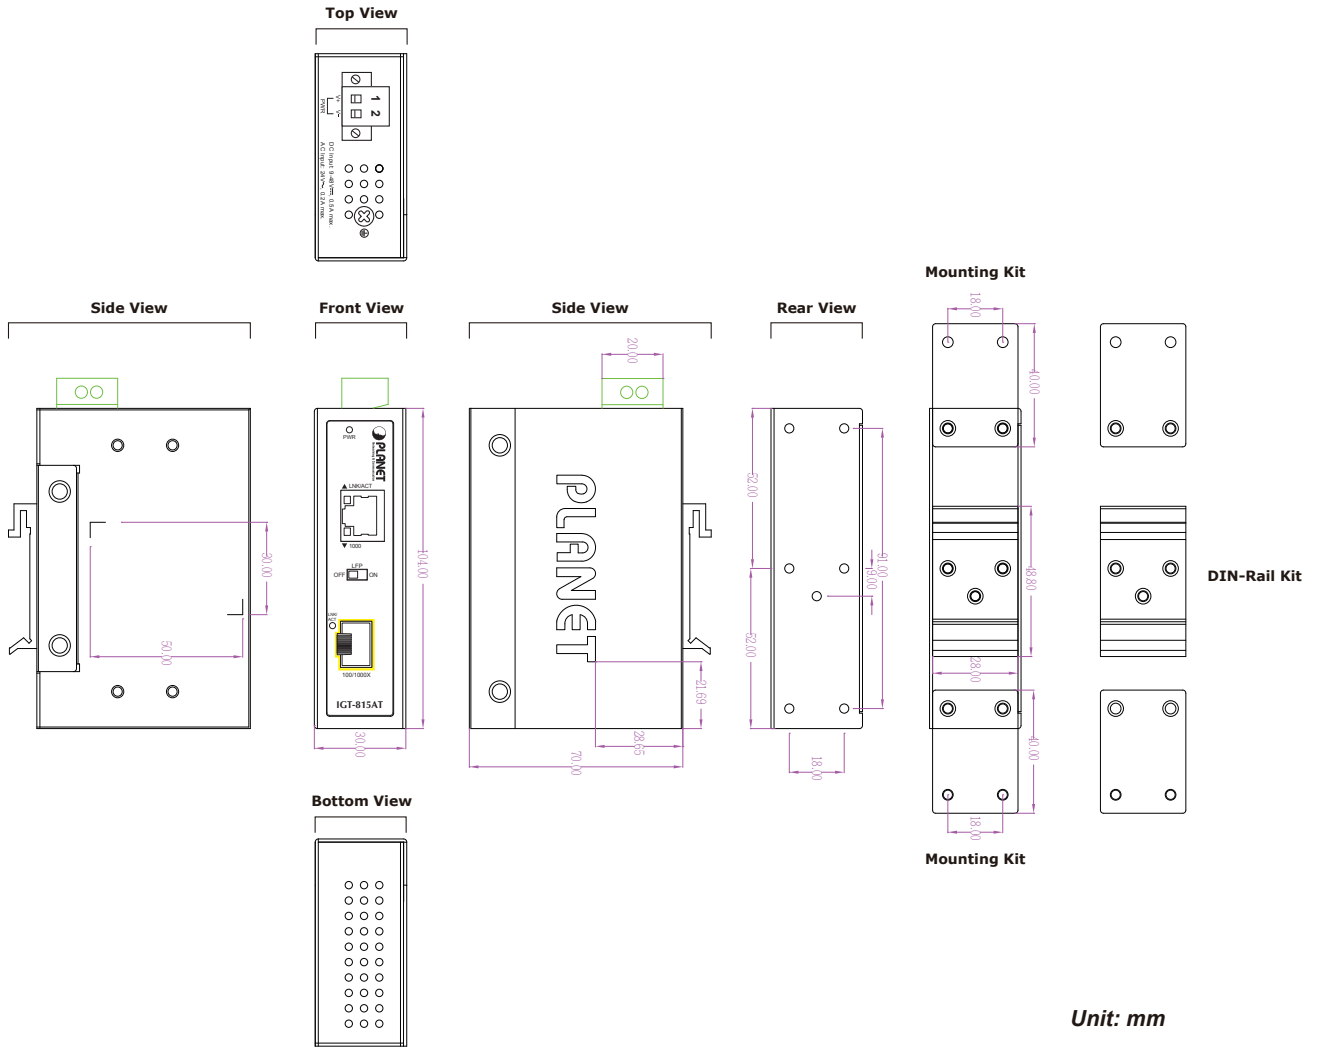 Top View
1
2
V+
V-
PWR
DC input: 9-48V⎓, 0.5A max.
AC input: 24V~, 0.2A max.
Mounting Kit
18.00
40.00
Side View
Front View
Side View
Rear View
20.00
PWR
PLANET
▲ LNK/ACT
▼ 1000
LFP
OFF
ON
LNK/
ACT
100/1000X
IGT-815AT
30.00
50.00
104.00
30.00
PLANET
21.69
28.65
70.00
52.00
91.00
9.00
52.00
18.00
48.80
28.00
DIN-Rail Kit
40.00
18.00
Mounting Kit
Bottom View
Unit: mm